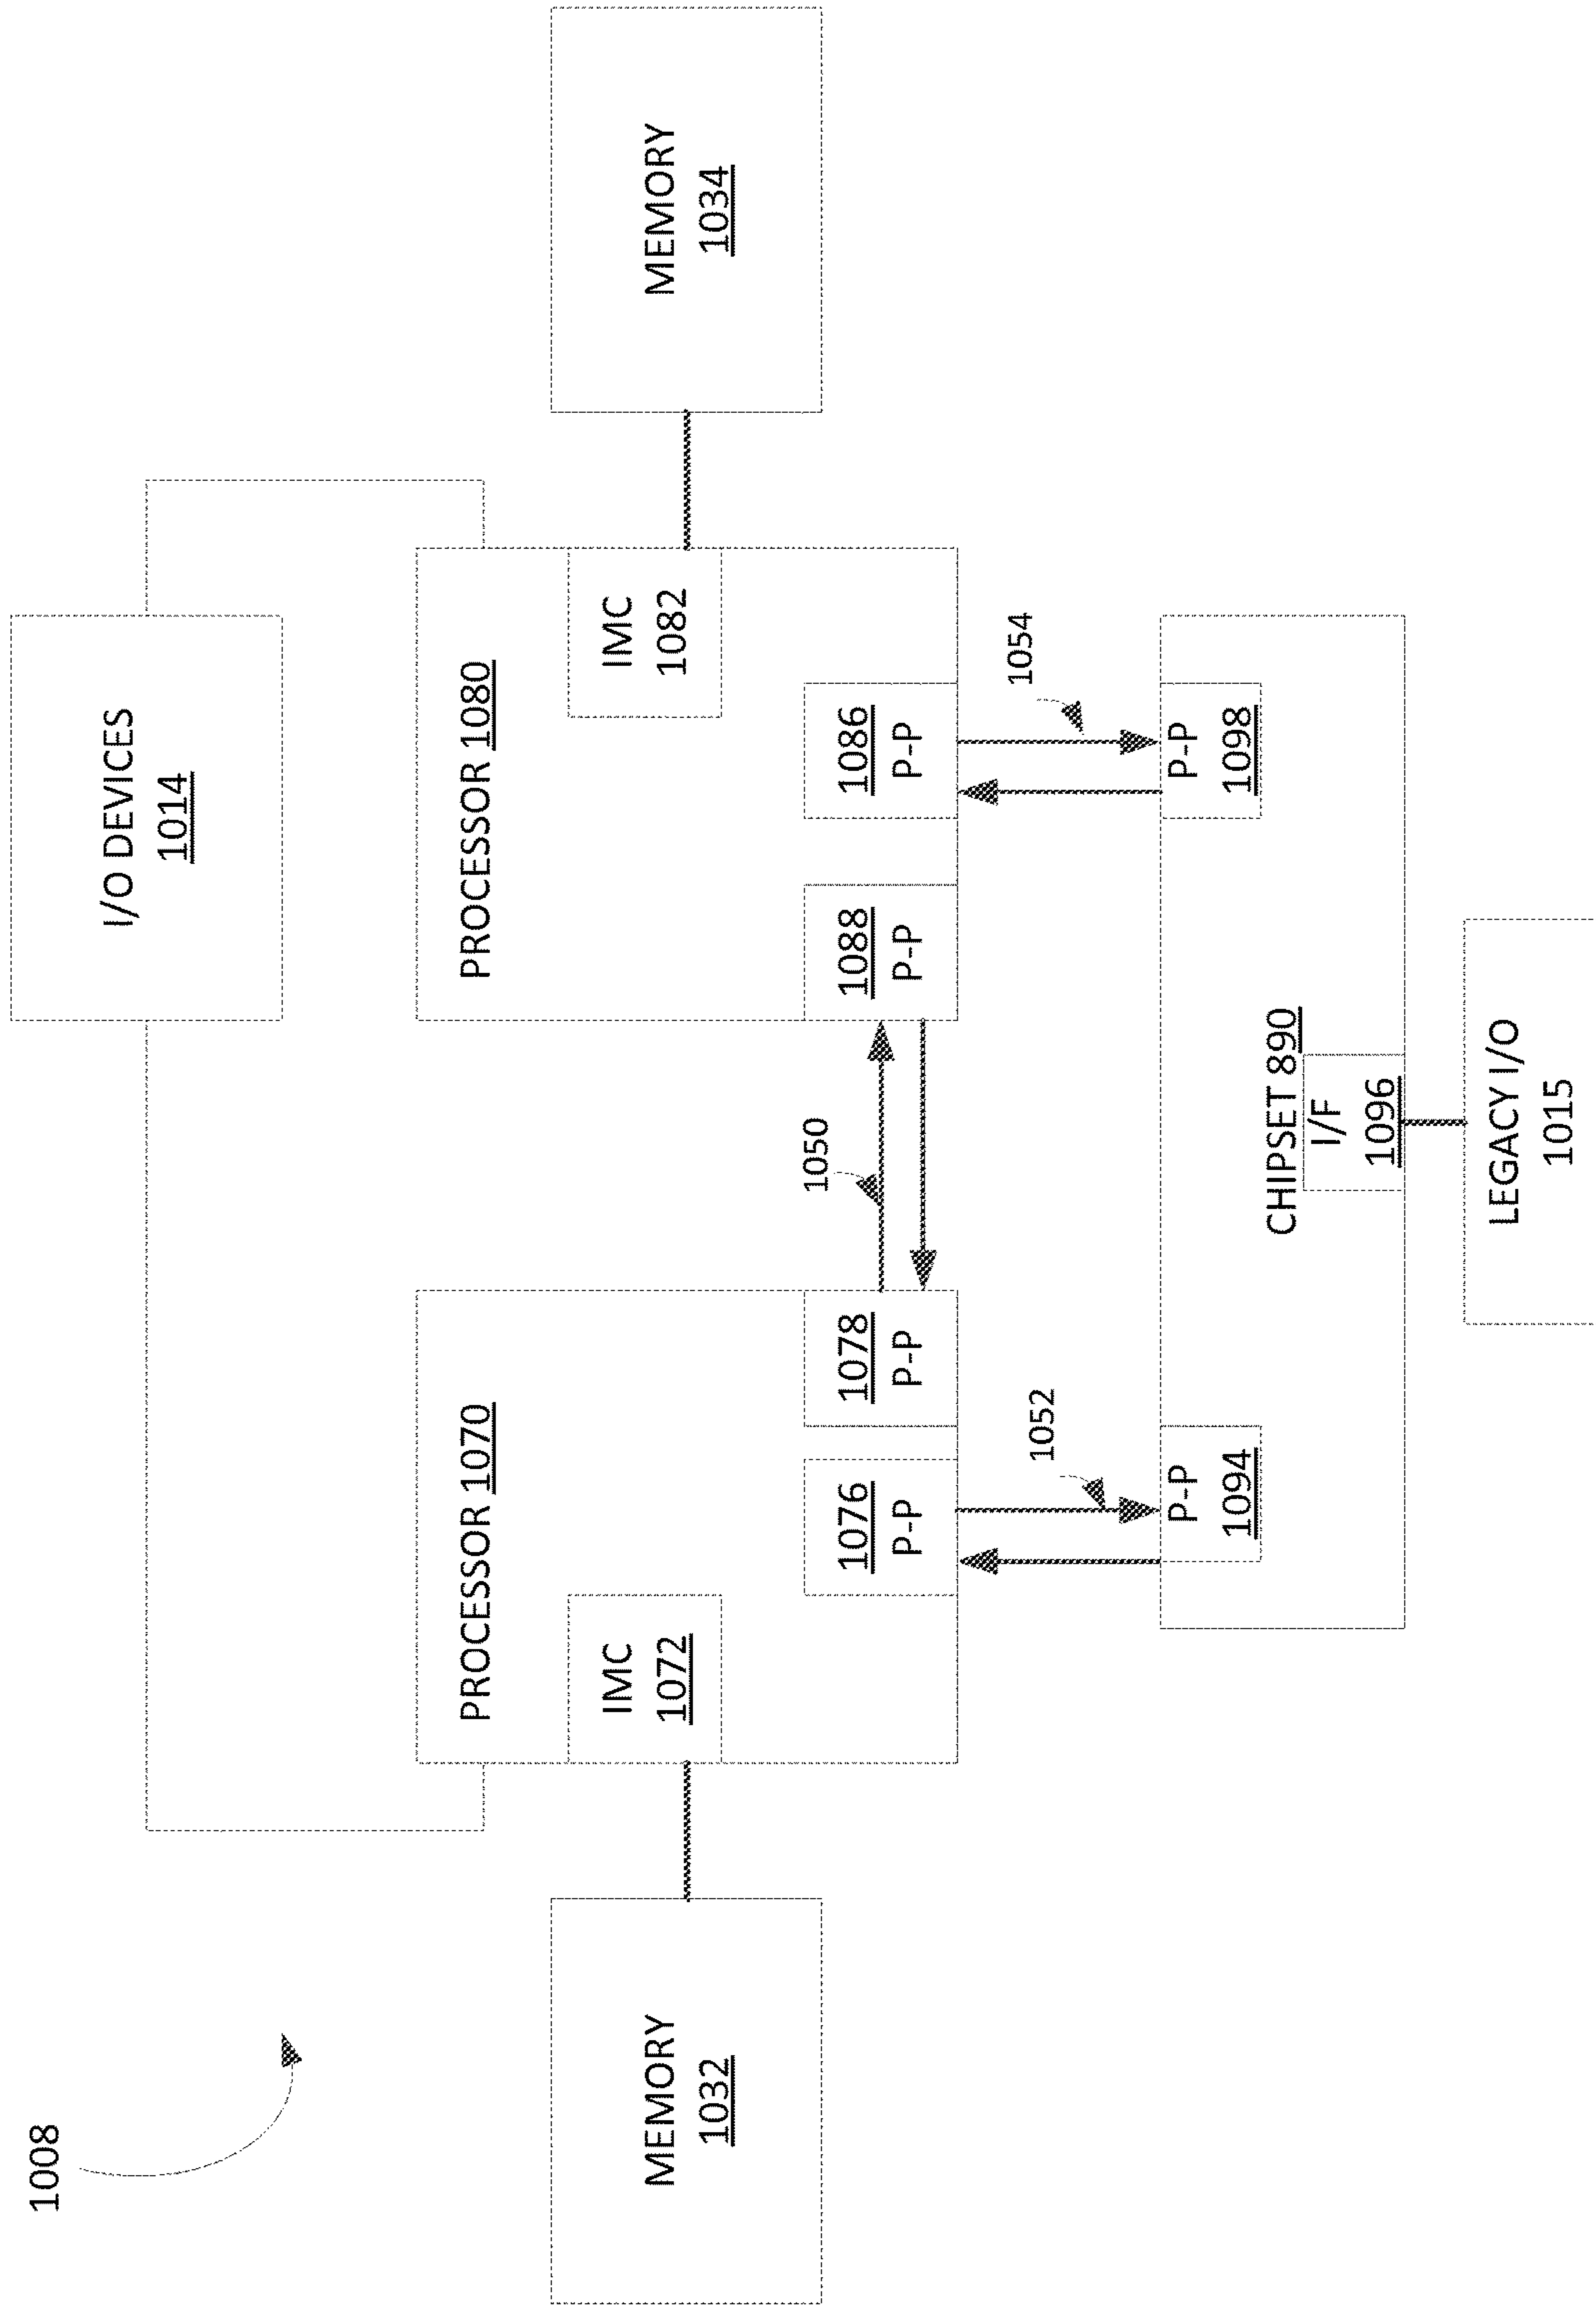 1008
I/O DEVICES
1014
PROCESSOR 1070
PROCESSOR 1080
MEMORY
1032
IMC
1072
IMC
1082
MEMORY
1034
1050
1076
P-P
1078
P-P
1088
P-P
1086
P-P
1052
1054
P-P
1094
P-P
1098
CHIPSET 890
I/F
1096
LEGACY I/O
1015